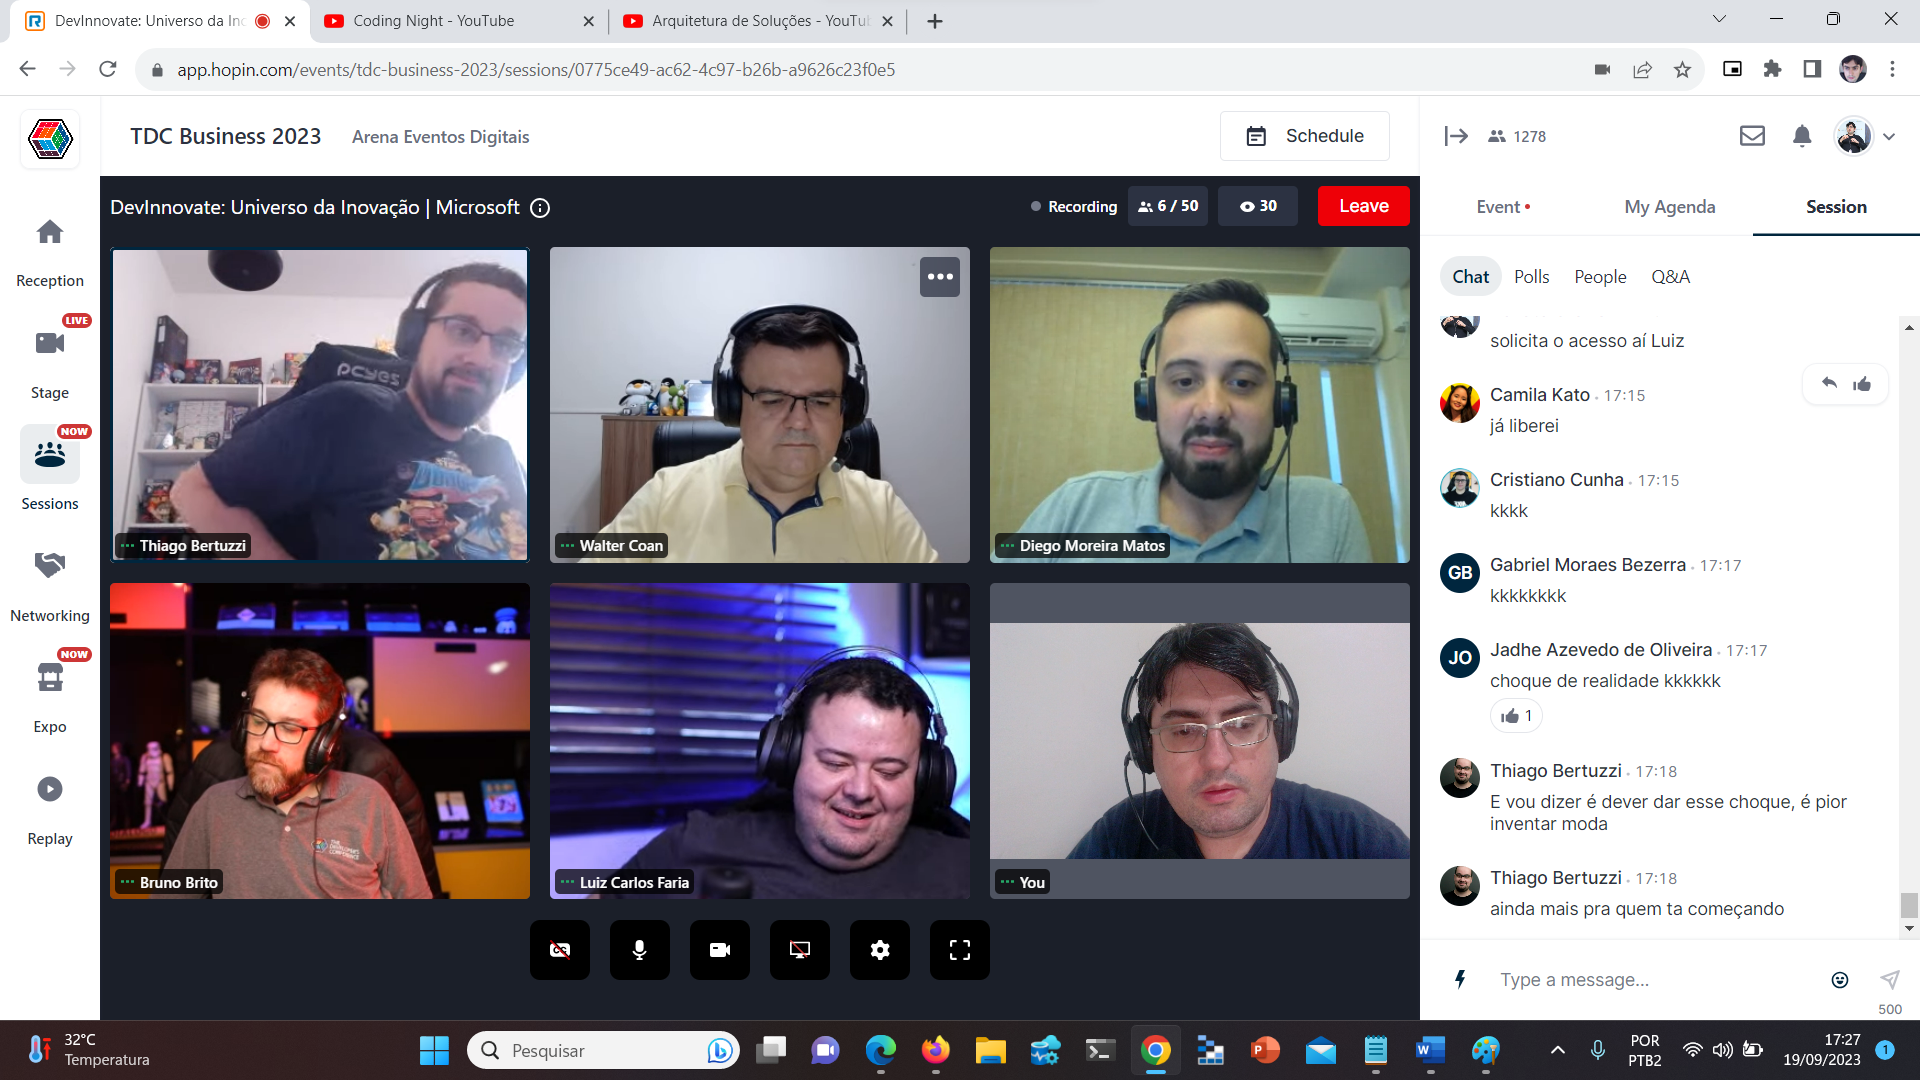 DevInnovate: Universo da In
Coding Night - YouTube
Arquitetura de Soluções - YouTu
app.hopin.com/events/tdc-business-2023/sessions/0775ce49-ac62-4c97-b26b-a9626c23f0e5
TDC Business 2023
Arena Eventos Digitais
Schedule
1278
DevInnovate: Universo da Inovação | Microsoft
Recording
6 / 50
30
Leave
Event
My Agenda
Session
Chat
Polls
People
Q&A
Reception
LIVE
Stage
NOW
Sessions
Networking
NOW
Expo
Replay
pcyes
Thiago Bertuzzi
Walter Coan
Diego Moreira Matos
THE DEVELOPER'S CONFERENCE
Bruno Brito
Luiz Carlos Faria
You
CC
solicita o acesso aí Luiz
Camila Kato 17:15
já liberei
Cristiano Cunha 17:15
kkkk
GB
Gabriel Moraes Bezerra 17:17
kkkkkkkk
JO
Jadhe Azevedo de Oliveira 17:17
choque de realidade kkkkkk
1
Thiago Bertuzzi 17:18
E vou dizer é dever dar esse choque, é pior
inventar moda
Thiago Bertuzzi 17:18
ainda mais pra quem ta começando
Type a message...
500
32°C
Temperatura
Pesquisar
POR
PTB2
17:27
19/09/2023
1